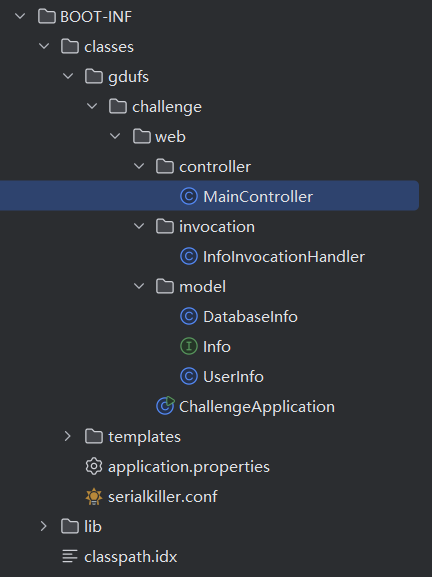 BOOT-INF
classes
gdufs
challenge
web
controller
MainController
invocation
InfoInvocationHandler
model
DatabaseInfo
Info
UserInfo
ChallengeApplication
templates
application.properties
serialkiller.conf
lib
classpath.idx